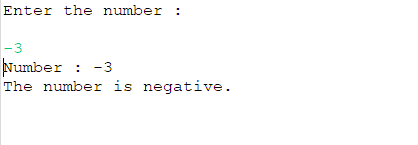 Enter the number :
-3
Number : -3
The number is negative.